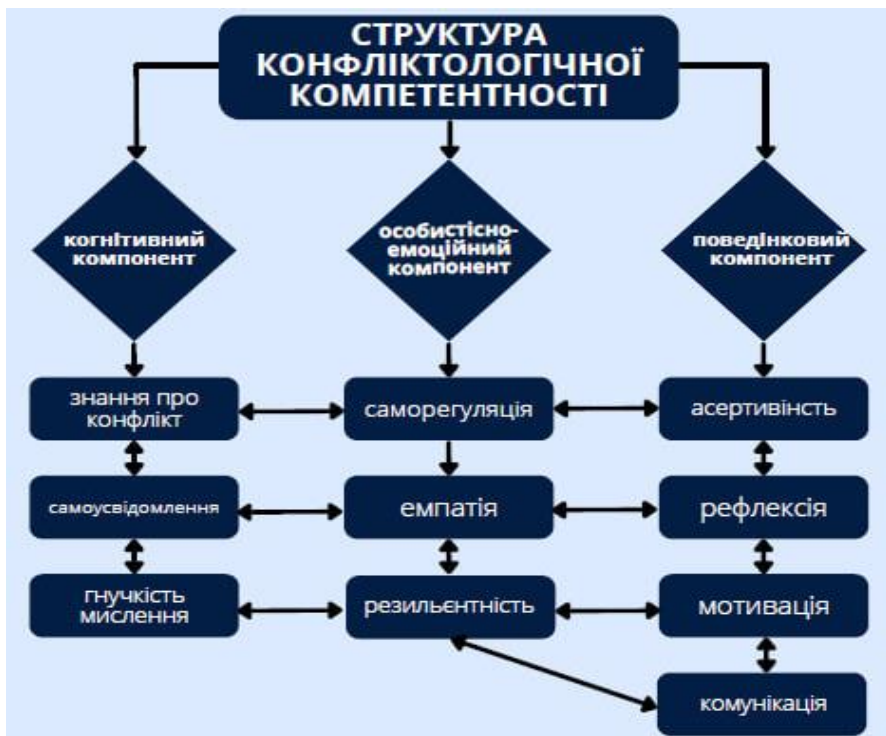 СТРУКТУРА
КОНФЛІКТОЛОГІЧНОЇ
КОМПЕТЕНТНОСТІ
когнітивний
компонент
особистісно-
емоційний
компонент
поведінковий
компонент
знання про
конфлікт
саморегуляція
асертивінсть
самоусвідомлення
емпатія
рефлексія
гнучкість
мислення
резильєнтність
мотивація
комунікація